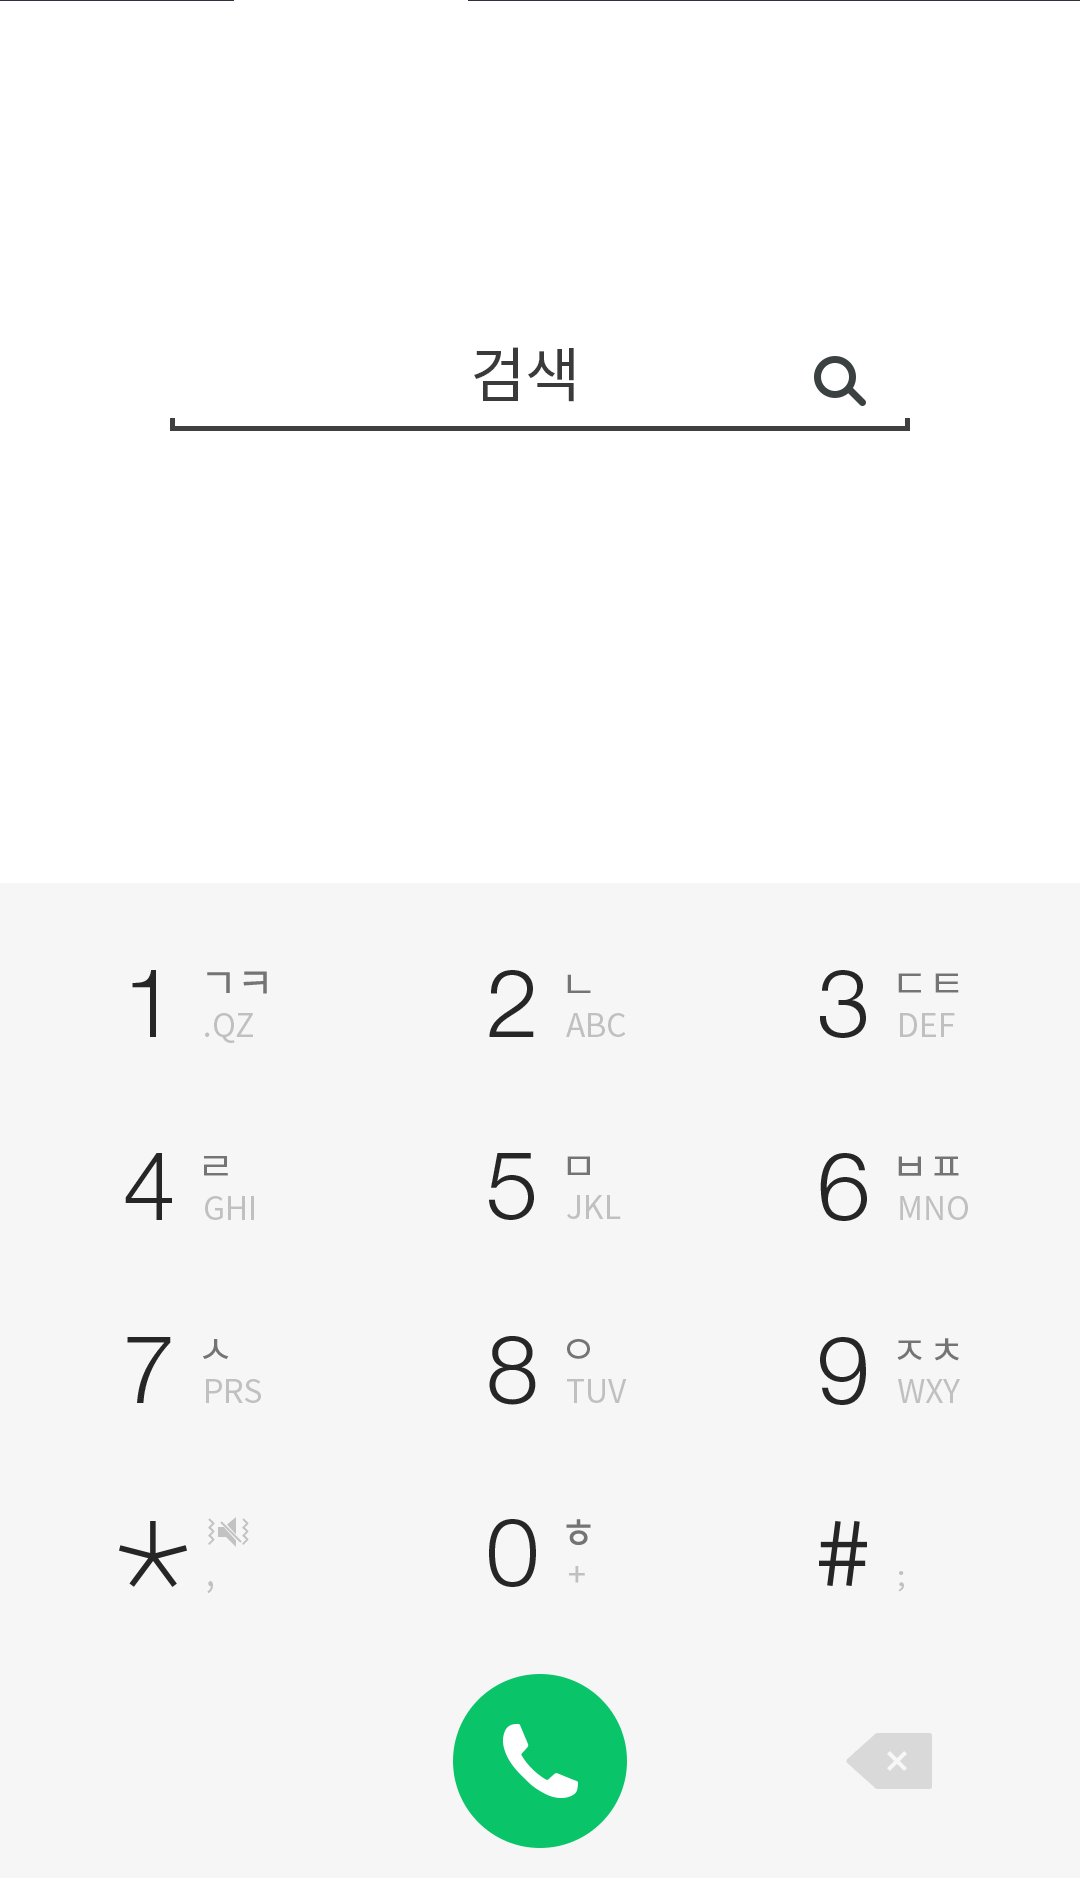 검색
1 ㄱㅋ .QZ
2 ㄴ ABC
3 ㄷㅌ DEF
4 ㄹ GHI
5 ㅁ JKL
6 ㅂㅍ MNO
7 ㅅ PRS
8 ㅇ TUV
9 ㅈㅊ WXY
* ,
0 ㅎ +
# ;